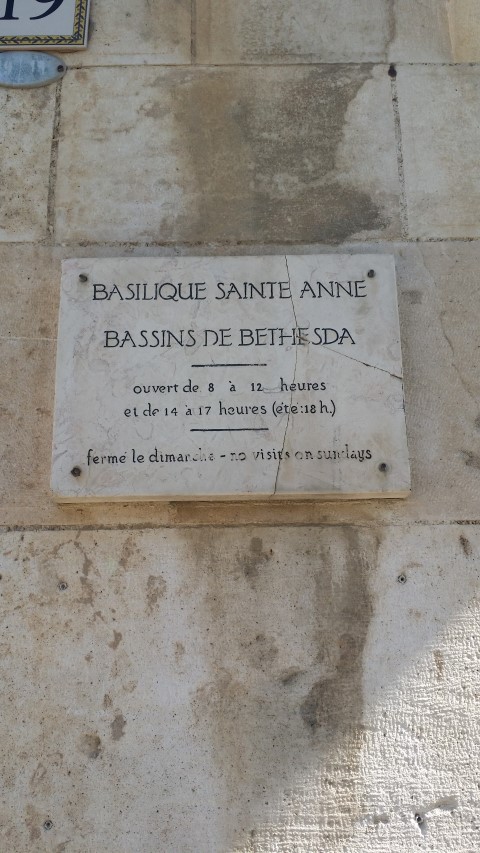 19
BASILIQUE SAINTE ANNE
BASSINS DE BETHESDA
ouvert de 8 à 12 heures
et de 14 à 17 heures (été:18 h.)
fermé le dimanche - no visits on sundays